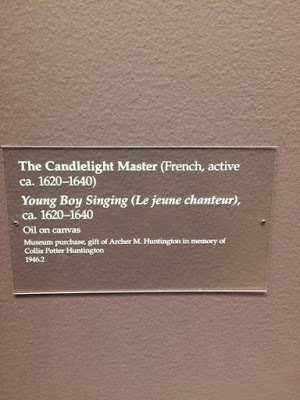 The Candlelight Master (French, active
ca. 1620–1640)
Young Boy Singing (Le jeune chanteur),
ca. 1620–1640
Oil on canvas
Museum purchase, gift of Archer M. Huntington in memory of
Collis Potter Huntington
1946.2